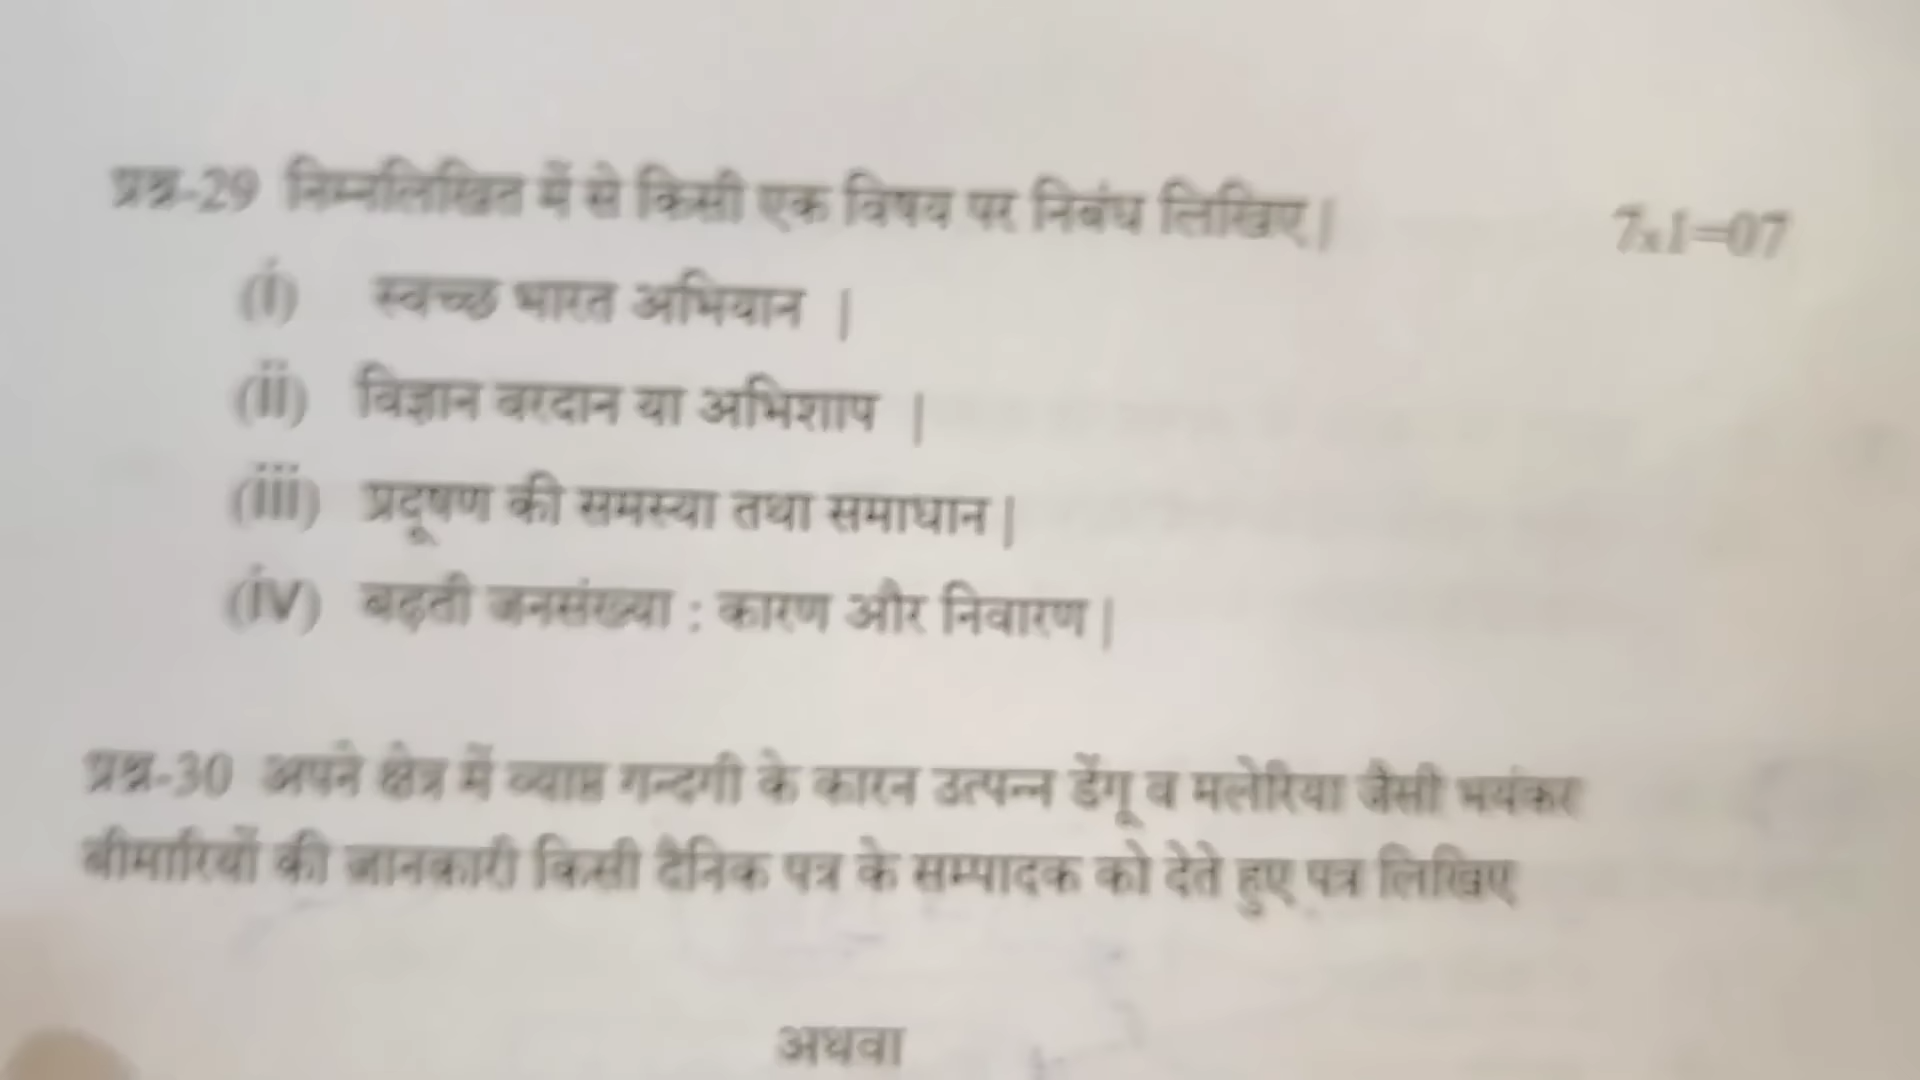 प्रश्न-29 निम्नलिखित में से किसी एक विषय पर निबंध लिखिए| 7x1=07
(i) स्वच्छ भारत अभियान |
(ii) विज्ञान वरदान या अभिशाप |
(iii) प्रदूषण की समस्या तथा समाधान|
(iv) बढ़ती जनसंख्या : कारण और निवारण|
प्रश्न-30 अपने क्षेत्र में व्याप्त गन्दगी के कारन उत्पन्न डेंगू व मलेरिया जैसी भयंकर
बीमारियों की जानकारी किसी दैनिक पत्र के सम्पादक को देते हुए पत्र लिखिए
अथवा